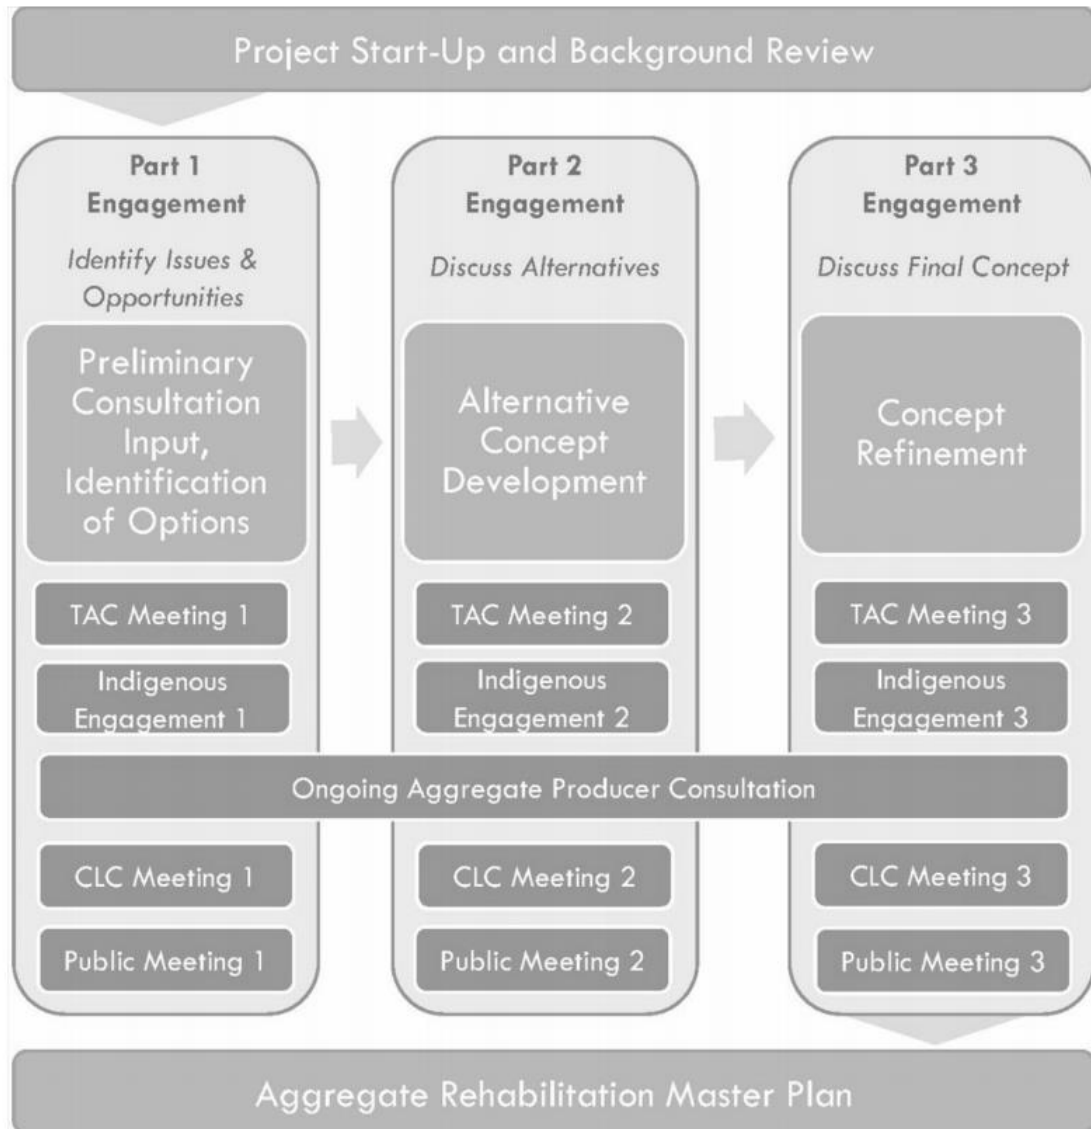 Project Start-Up and Background Review
Part 1
Engagement
Identify Issues &
Opportunities
Preliminary
Consultation
Input,
Identification
of Options
TAC Meeting 1
Indigenous
Engagement 1
Part 2
Engagement
Discuss Alternatives
Alternative
Concept
Development
TAC Meeting 2
Indigenous
Engagement 2
Part 3
Engagement
Discuss Final Concept
Concept
Refinement
TAC Meeting 3
Indigenous
Engagement 3
Ongoing Aggregate Producer Consultation
CLC Meeting 1
Public Meeting 1
CLC Meeting 2
Public Meeting 2
CLC Meeting 3
Public Meeting 3
Aggregate Rehabilitation Master Plan